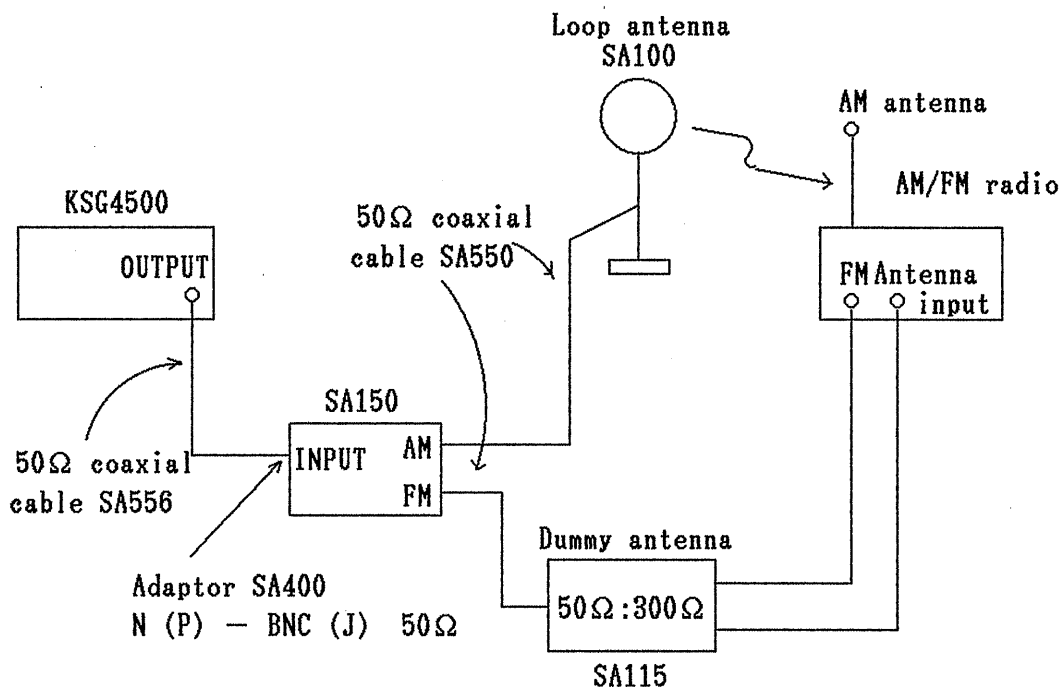 Loop antenna
SA100
AM antenna
AM/FM radio
KSG4500
OUTPUT
50Ω coaxial
cable SA550
FM Antenna
input
SA150
INPUT
AM
FM
50Ω coaxial
cable SA556
Adaptor SA400
N (P) — BNC (J) 50Ω
Dummy antenna
50Ω:300Ω
SA115